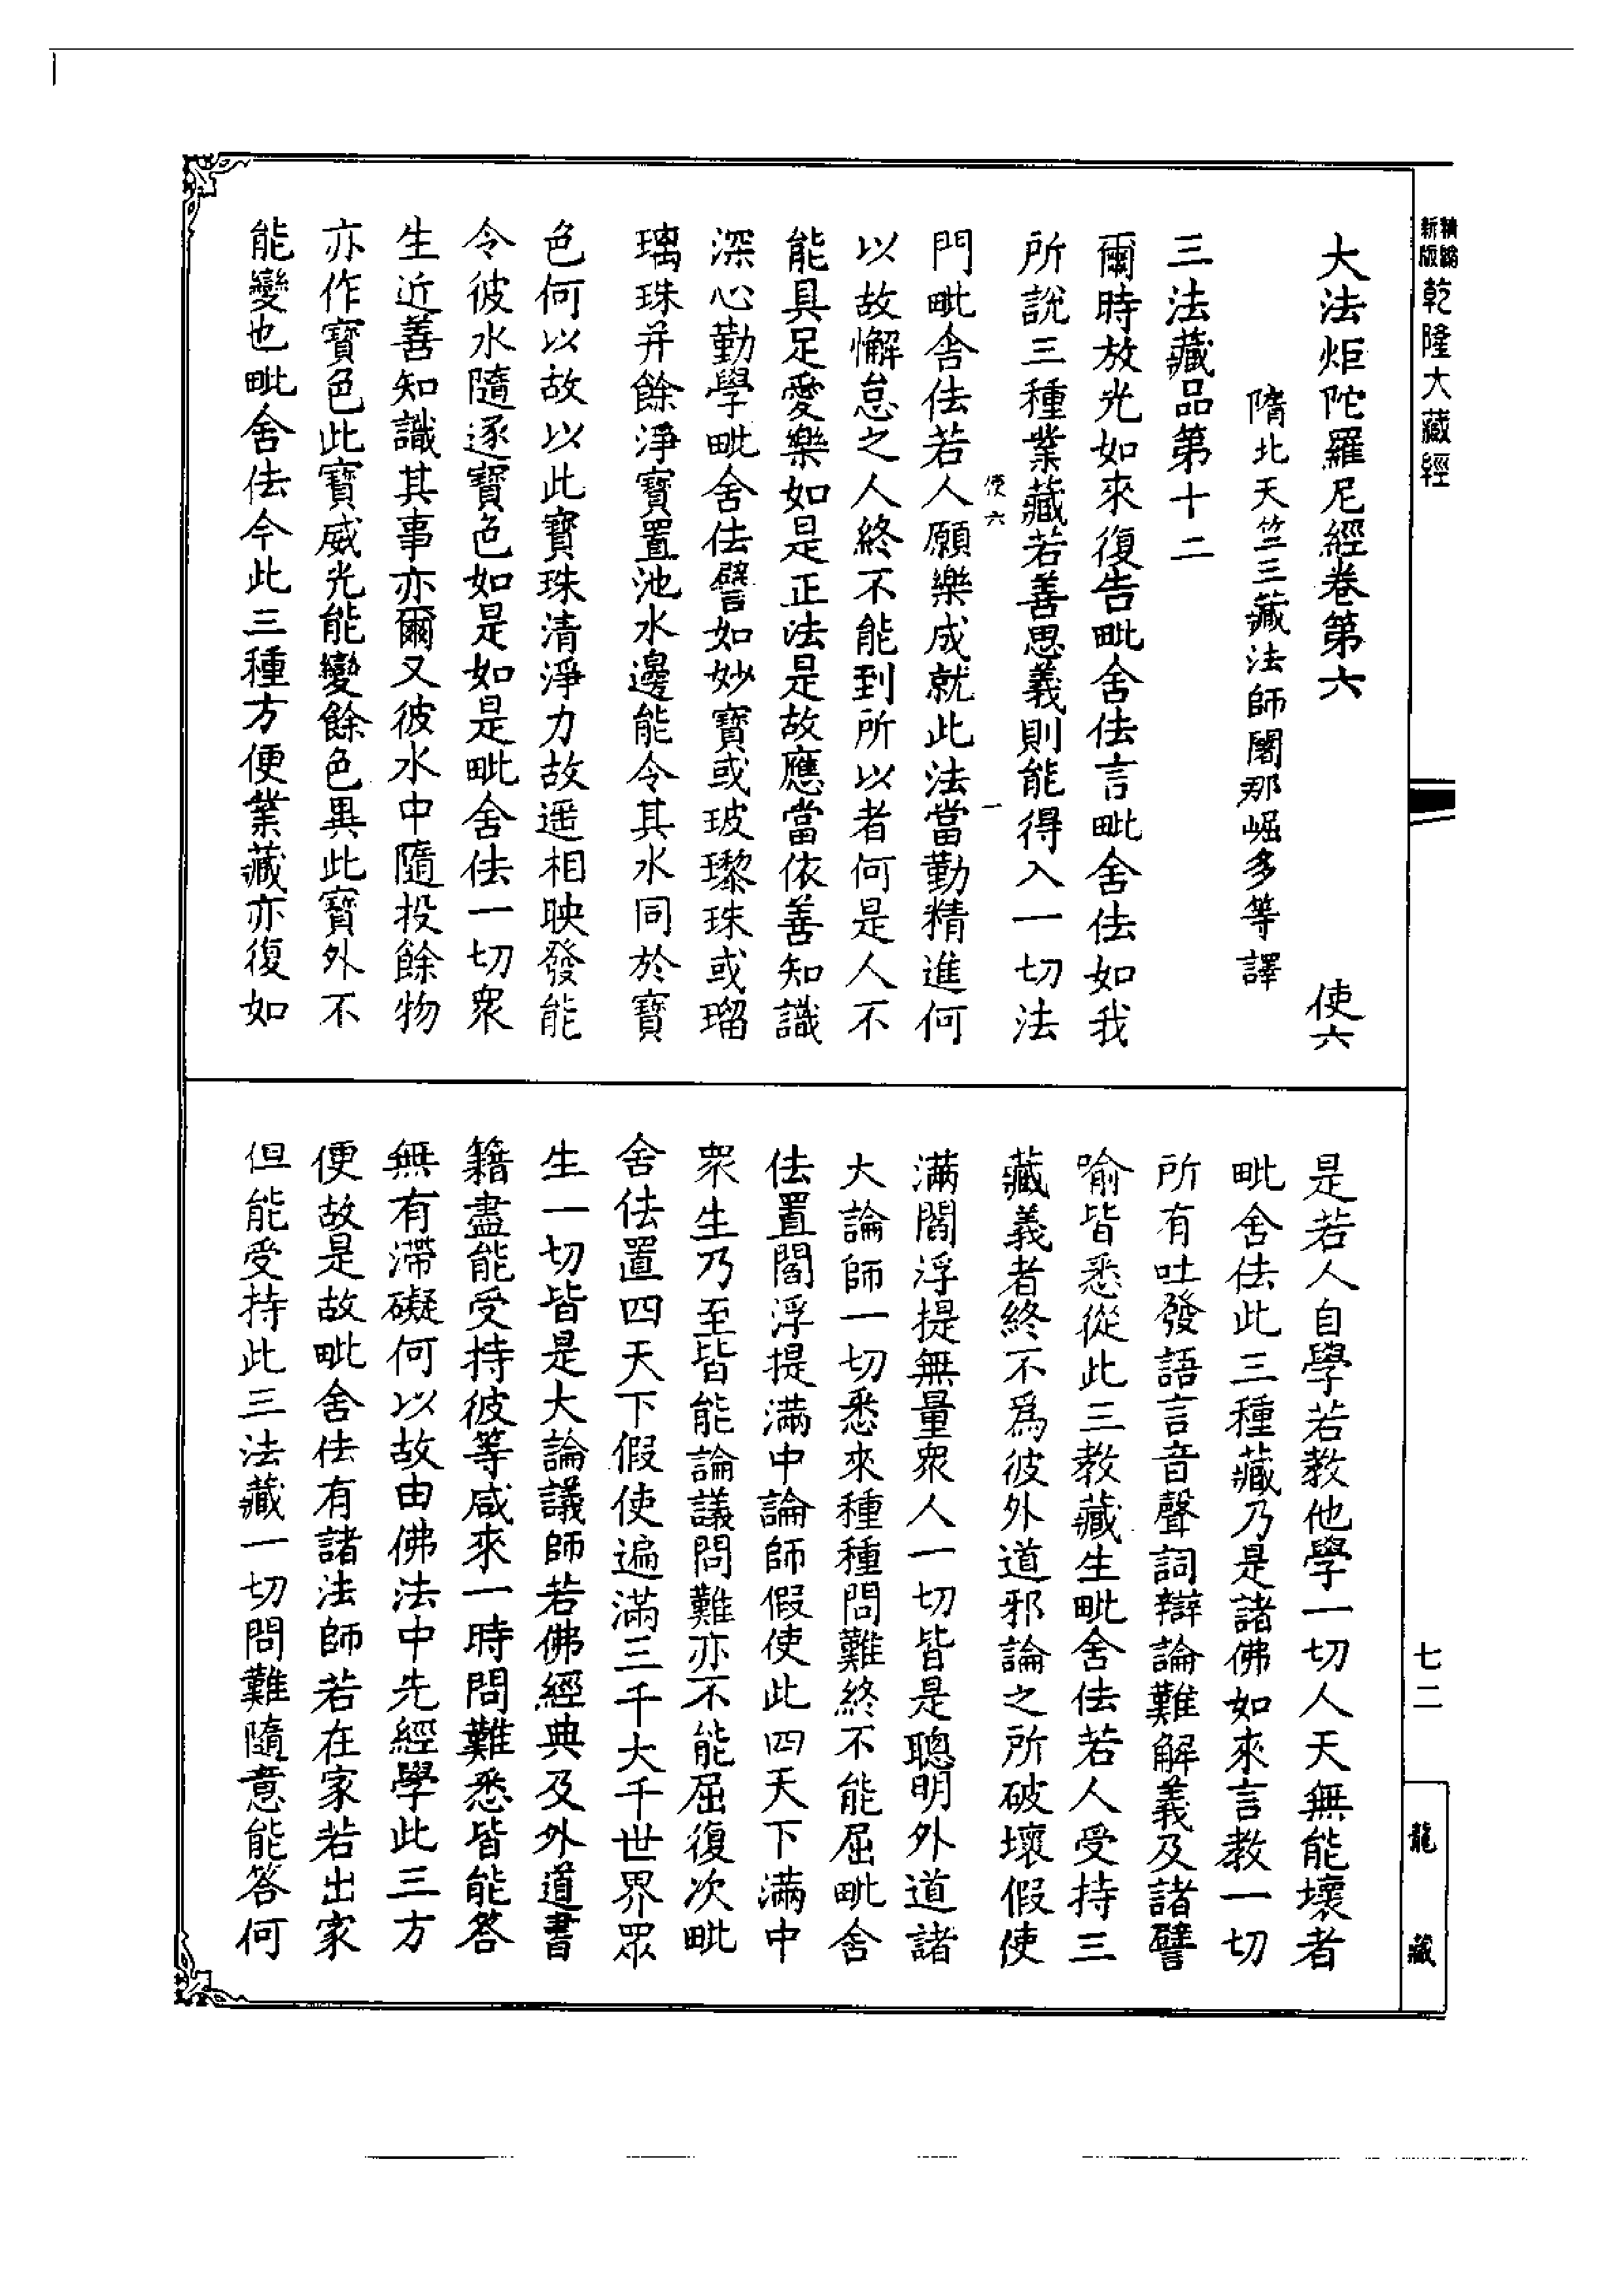 大法炬陀羅尼經卷第六　使六
隋北天竺三藏法師闍那崛多等譯
三法藏品第十二
爾時放光如來復告毗舍佉言毗舍佉如我
所說三種業藏若善思義則能得入一切法
使六　一
門毗舍佉若人願樂成就此法當勤精進何
以故懈怠之人終不能到所以者何是人不
能具足愛樂如是正法是故應當依善知識
深心勤學毗舍佉譬如妙寶或玻瓈珠或瑠
璃珠并餘淨寶置池水邊能令其水同於寶
色何以故以此寶珠清淨力故遥相映發能
令彼水隨逐寶色如是如是毗舍佉一切衆
生近善知識其事亦爾又彼水中隨投餘物
亦作寶色此寶威光能變餘色異此寶外不
能變也毗舍佉今此三種方便業藏亦復如
是若人自學若教他學一切人天無能壞者
毗舍佉此三種藏乃是諸佛如來言教一切
所有吐發語言音聲詞辯論難解義及諸譬
喻皆悉從此三教藏生毗舍佉若人受持三
藏義者終不爲彼外道邪論之所破壞假使
滿閻浮提無量衆人一切皆是聰明外道諸
大論師一切悉來種種問難終不能屈毗舍
佉置閻浮提滿中論師假使此四天下滿中
衆生乃至皆能論議問難亦不能屈復次毗
舍佉置四天下假使遍滿三千大千世界眾
生一切皆是大論議師若佛經典及外道書
籍盡能受持彼等咸來一時問難悉皆能答
無有滯礙何以故由佛法中先經學此三方
便故是故毗舍佉有諸法師若在家若出家
但能受持此三法藏一切問難隨意能答何
新版
乾隆大藏經
七二
龍藏